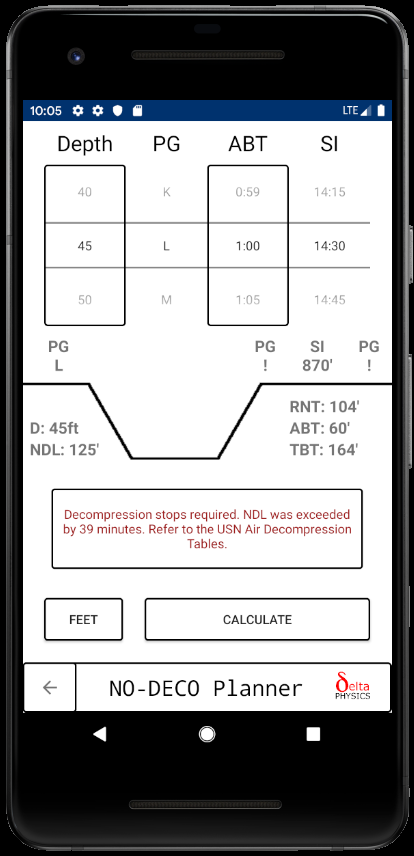 10:05 LTE
Depth PG ABT SI
40 K 0:59 14:15
45 L 1:00 14:30
50 M 1:05 14:45
PG PG SI PG
L ! 870' !
RNT: 104'
D: 45ft ABT: 60'
NDL: 125' TBT: 164'
Decompression stops required. NDL was exceeded
by 39 minutes. Refer to the USN Air Decompression
Tables.
FEET CALCULATE
NO-DECO Planner δelta
PHYSICS